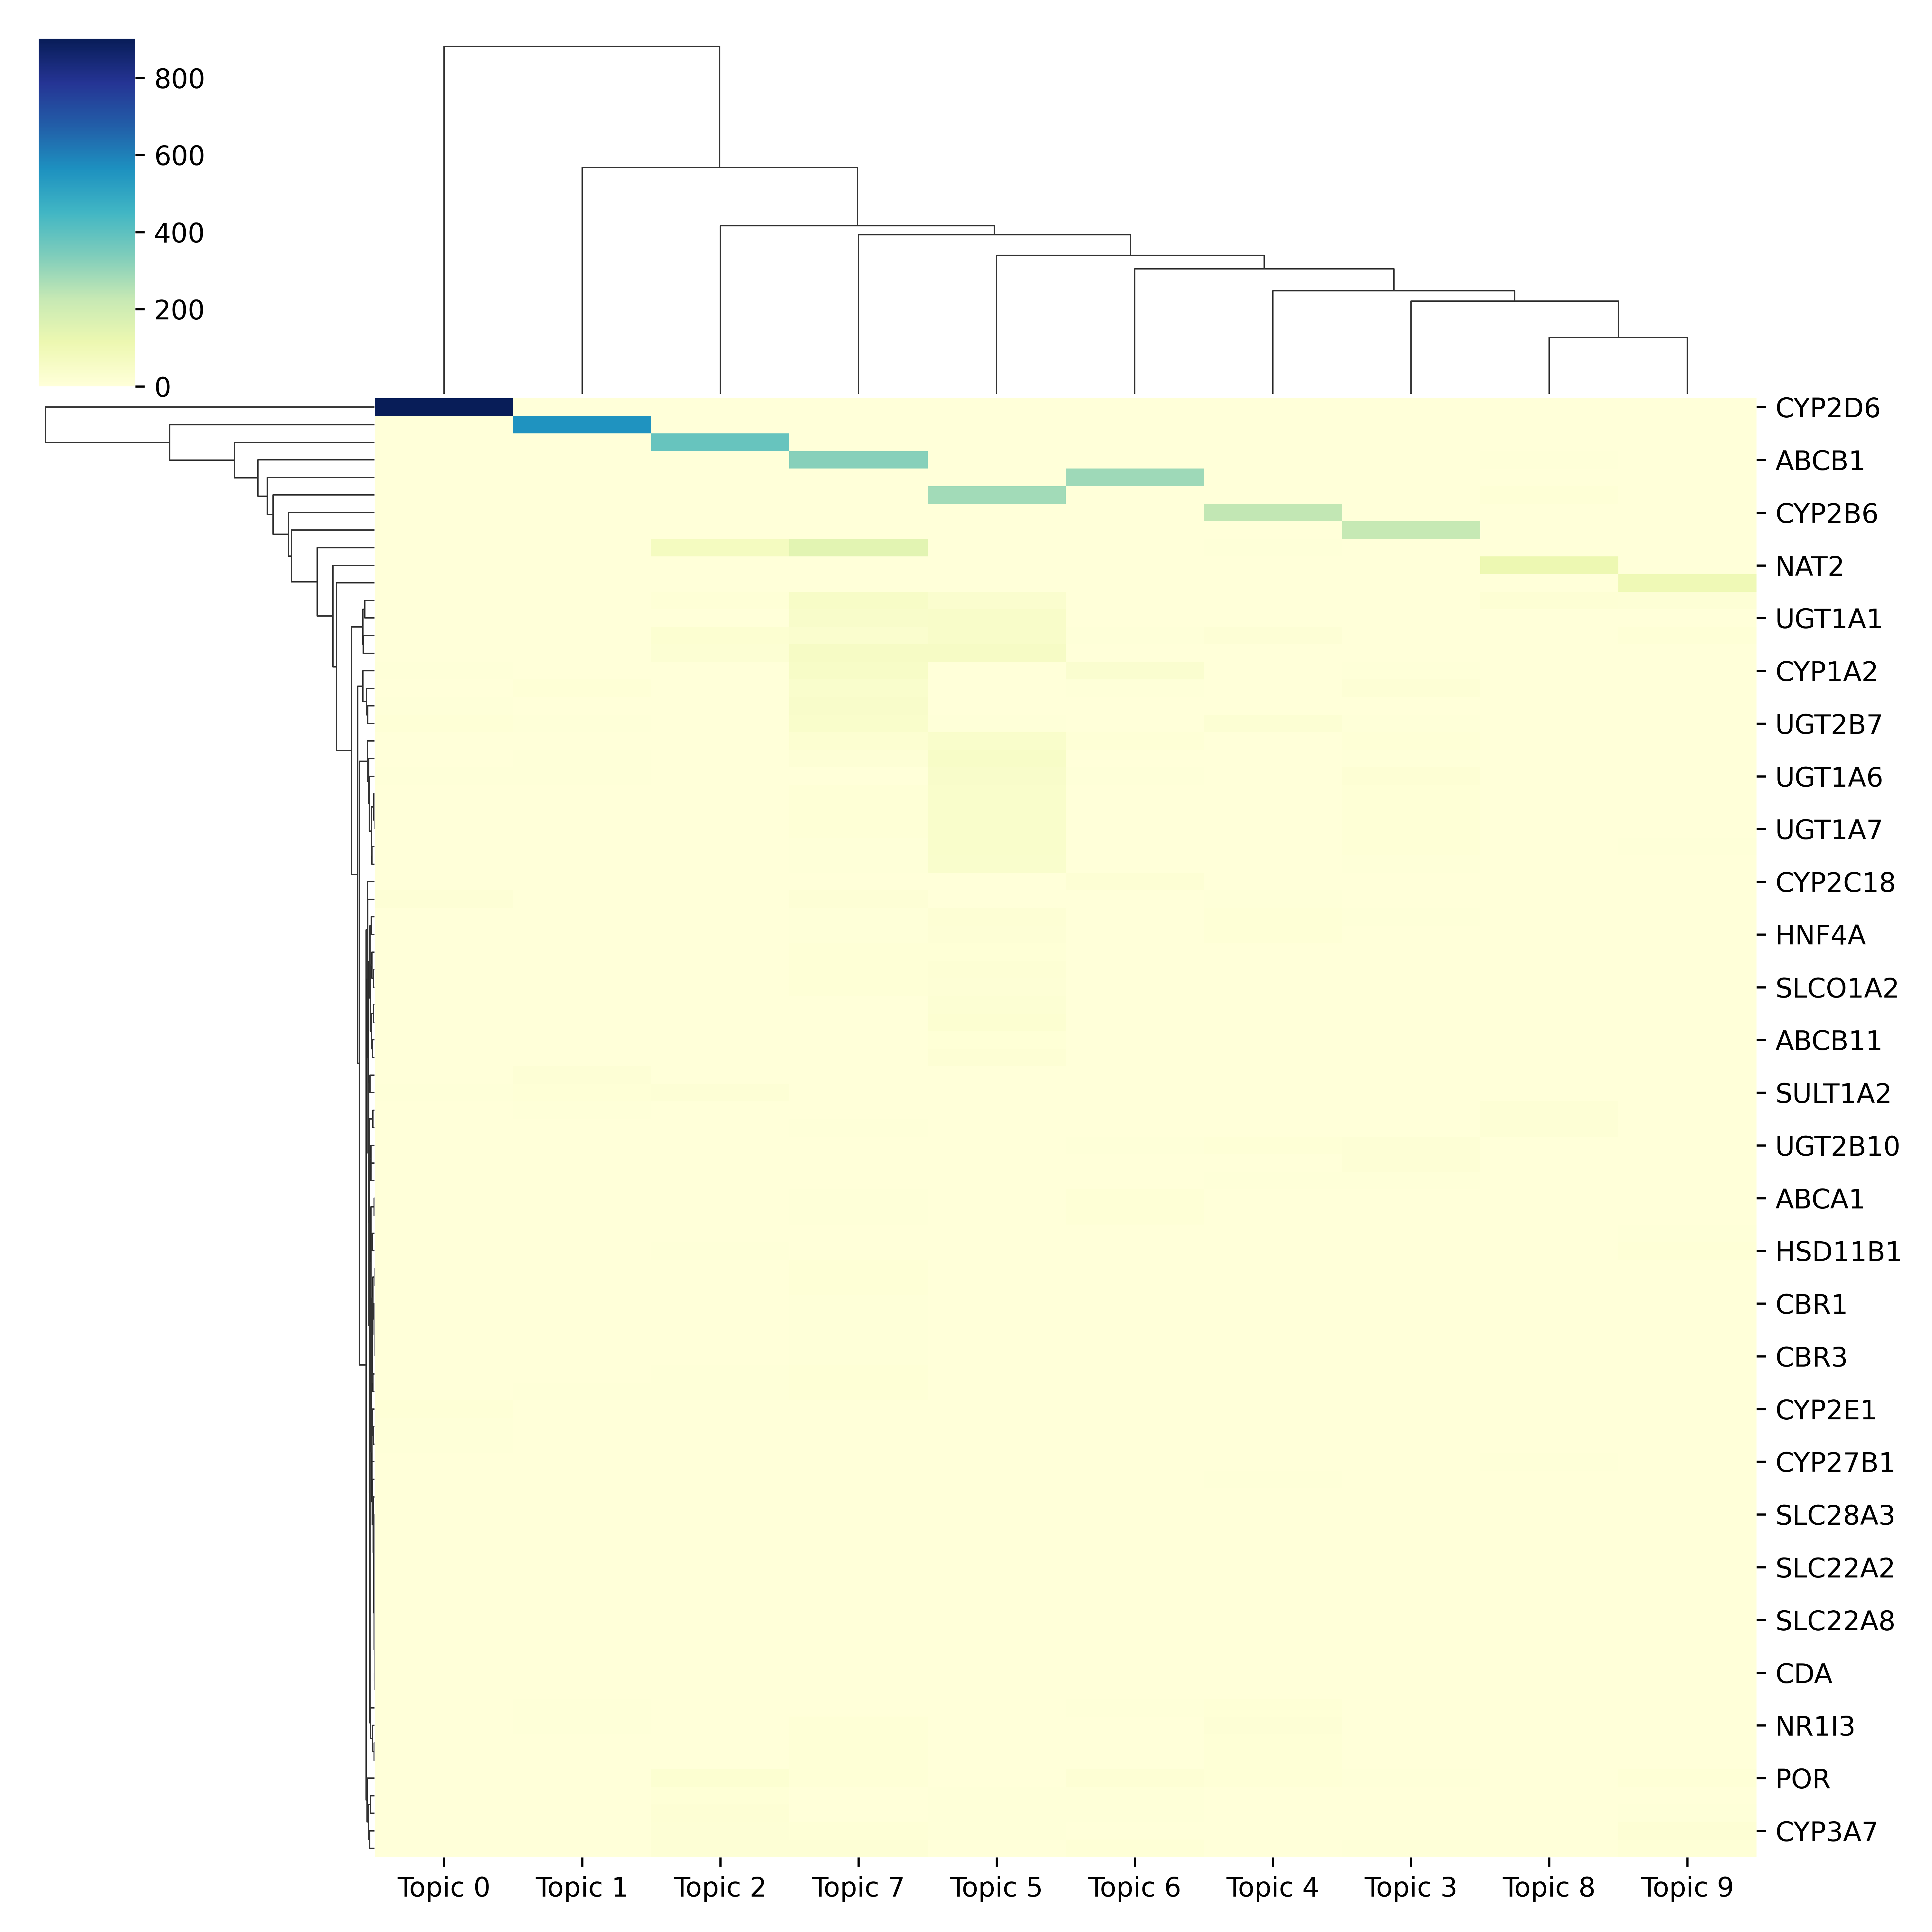 800
600
400
200
0
CYP2D6
ABCB1
CYP2B6
NAT2
UGT1A1
CYP1A2
UGT2B7
UGT1A6
UGT1A7
CYP2C18
HNF4A
SLCO1A2
ABCB11
SULT1A2
UGT2B10
ABCA1
HSD11B1
CBR1
CBR3
CYP2E1
CYP27B1
SLC28A3
SLC22A2
SLC22A8
CDA
NR1I3
POR
CYP3A7
Topic 0 Topic 1 Topic 2 Topic 7 Topic 5 Topic 6 Topic 4 Topic 3 Topic 8 Topic 9